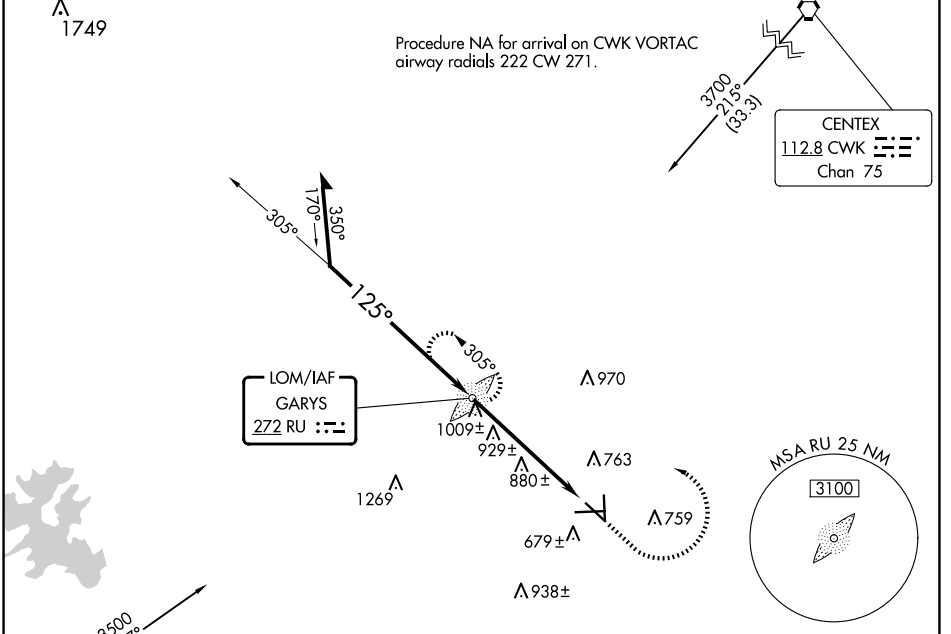 1749
Procedure NA for arrival on CWK VORTAC
airway radials 222 CW 271.
3700
215°
(33.3)
CENTEX
112.8 CWK
Chan 75
305°
170°
350°
125°
305°
LOM/IAF
GARYS
272 RU
970
1009±
929±
880±
763
1269
759
679±
938±
MSA RU 25 NM
3100
3500